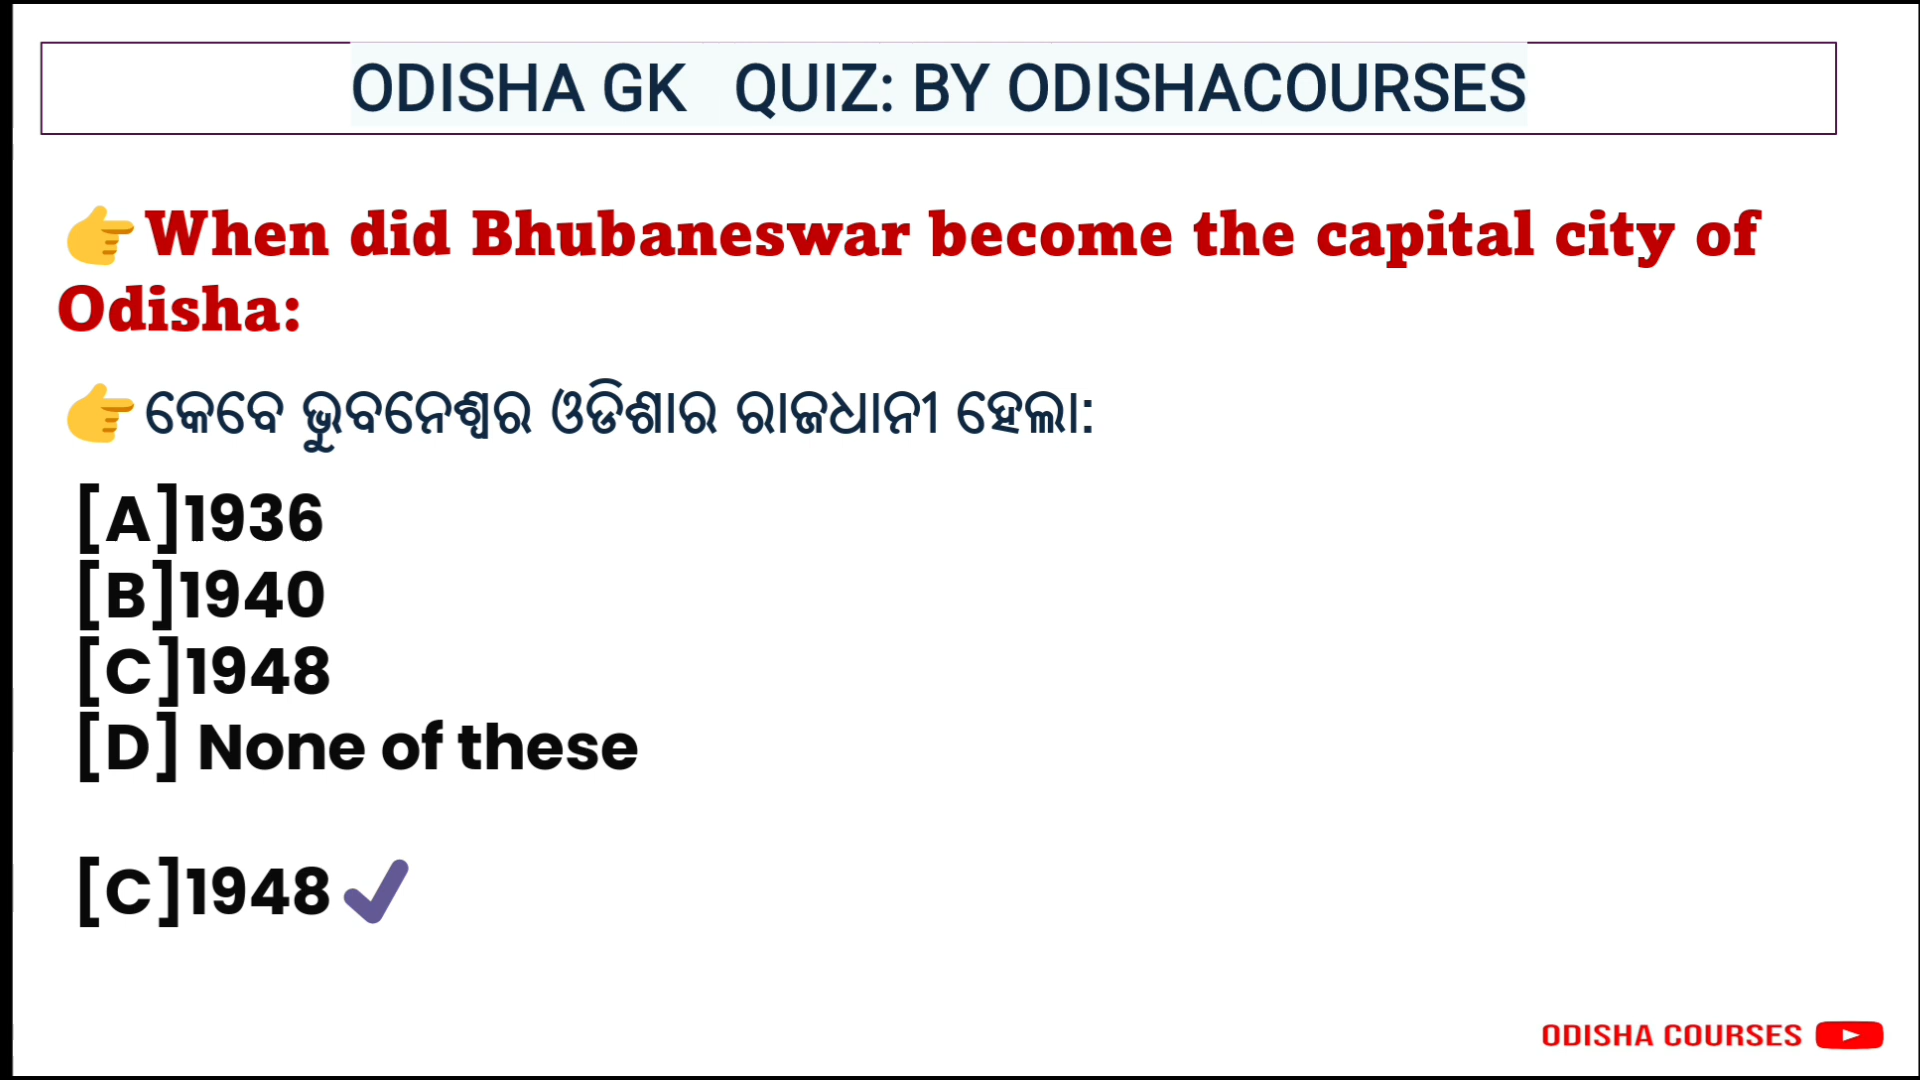 ODISHA GK QUIZ: BY ODISHACOURSES
👉When did Bhubaneswar become the capital city of
Odisha:
👉କେବେ ଭୁବନେଶ୍ୱର ଓଡିଶାର ରାଜଧାନୀ ହେଲା:
[A]1936
[B]1940
[C]1948
[D] None of these
[C]1948✔
ODISHA COURSES